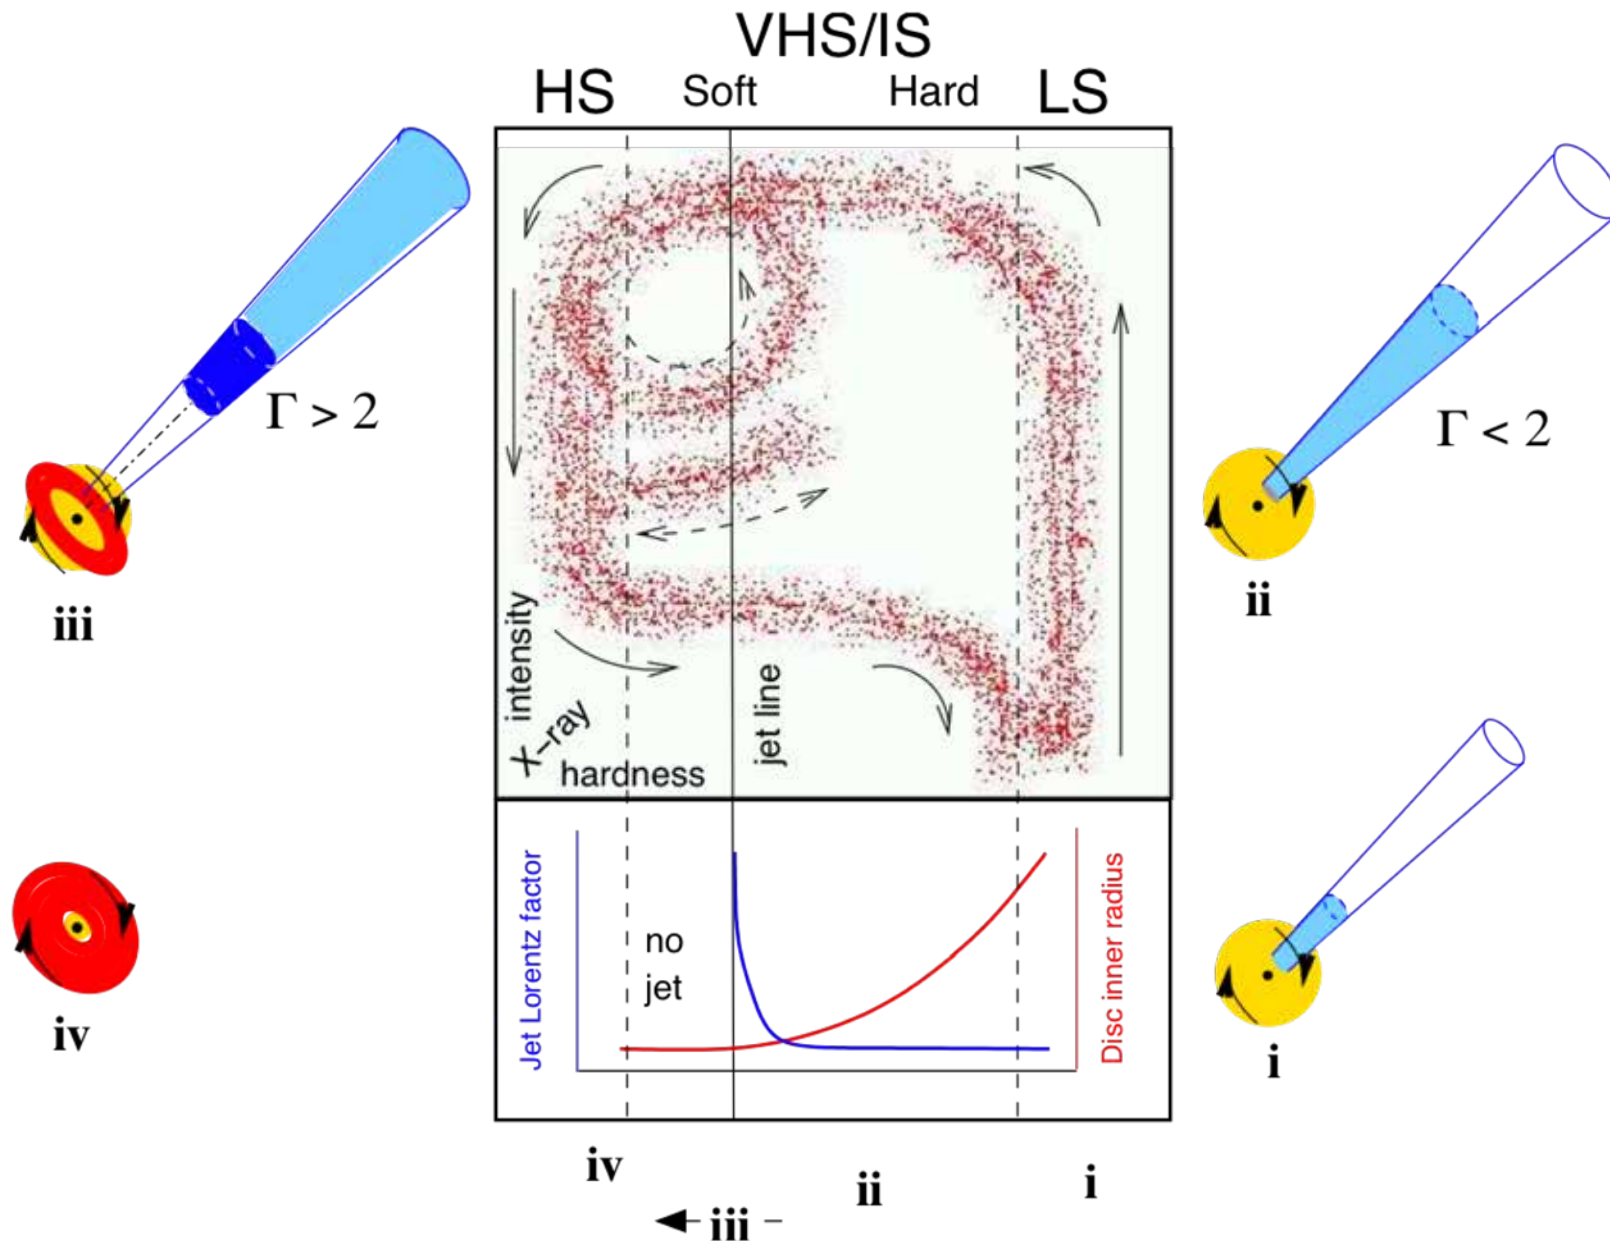 VHS/IS
HS Soft Hard LS
Γ > 2
Γ < 2
iii
ii
intensity
X-ray
hardness
jet line
Jet Lorentz factor
no
jet
Disc inner radius
iv
i
iv
ii
i
iii